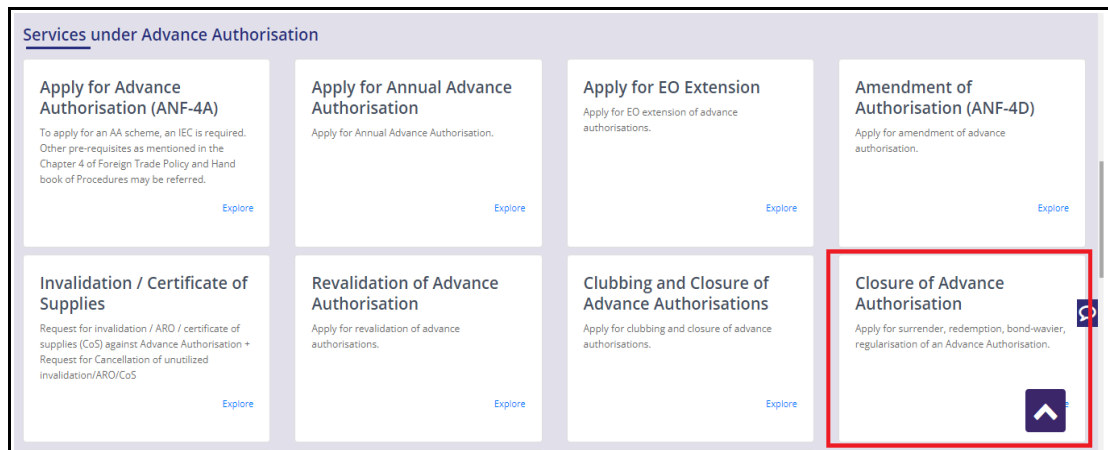 Services under Advance Authorisation
Apply for Advance
Authorisation (ANF-4A)
To apply for an AA scheme, an IEC is required.
Other pre-requisites as mentioned in the
Chapter 4 of Foreign Trade Policy and Hand
book of Procedures may be referred.
Explore
Apply for Annual Advance
Authorisation
Apply for Annual Advance Authorisation.
Explore
Apply for EO Extension
Apply for EO extension of advance
authorisations.
Explore
Amendment of
Authorisation (ANF-4D)
Apply for amendment of advance
authorisation.
Explore
Invalidation / Certificate of
Supplies
Request for invalidation / ARO / certificate of
supplies (CoS) against Advance Authorisation +
Request for Cancellation of unutilized
invalidation/ARO/CoS
Explore
Revalidation of Advance
Authorisation
Apply for revalidation of advance
authorisations.
Explore
Clubbing and Closure of
Advance Authorisations
Apply for clubbing and closure of advance
authorisations.
Explore
Closure of Advance
Authorisation
Apply for surrender, redemption, bond-wavier,
regularisation of an Advance Authorisation.